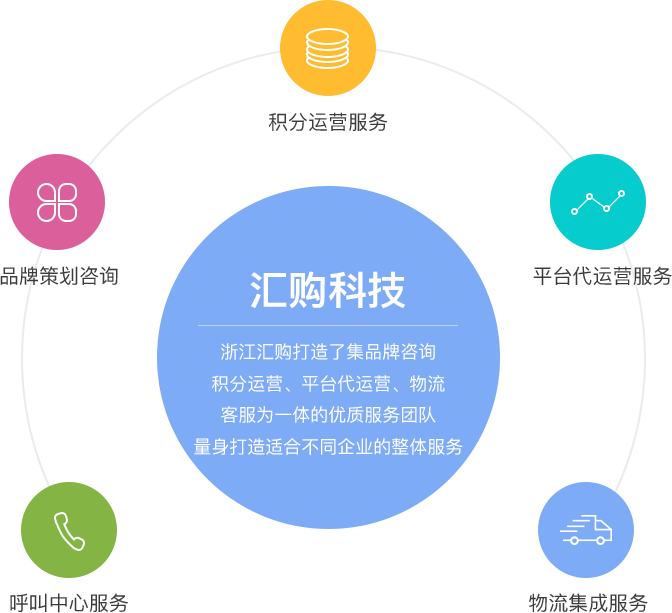 积分运营服务
品牌策划咨询
平台代运营服务
汇购科技
浙江汇购打造了集品牌咨询
积分运营、平台代运营、物流
客服为一体的优质服务团队
量身打造适合不同企业的整体服务
呼叫中心服务
物流集成服务